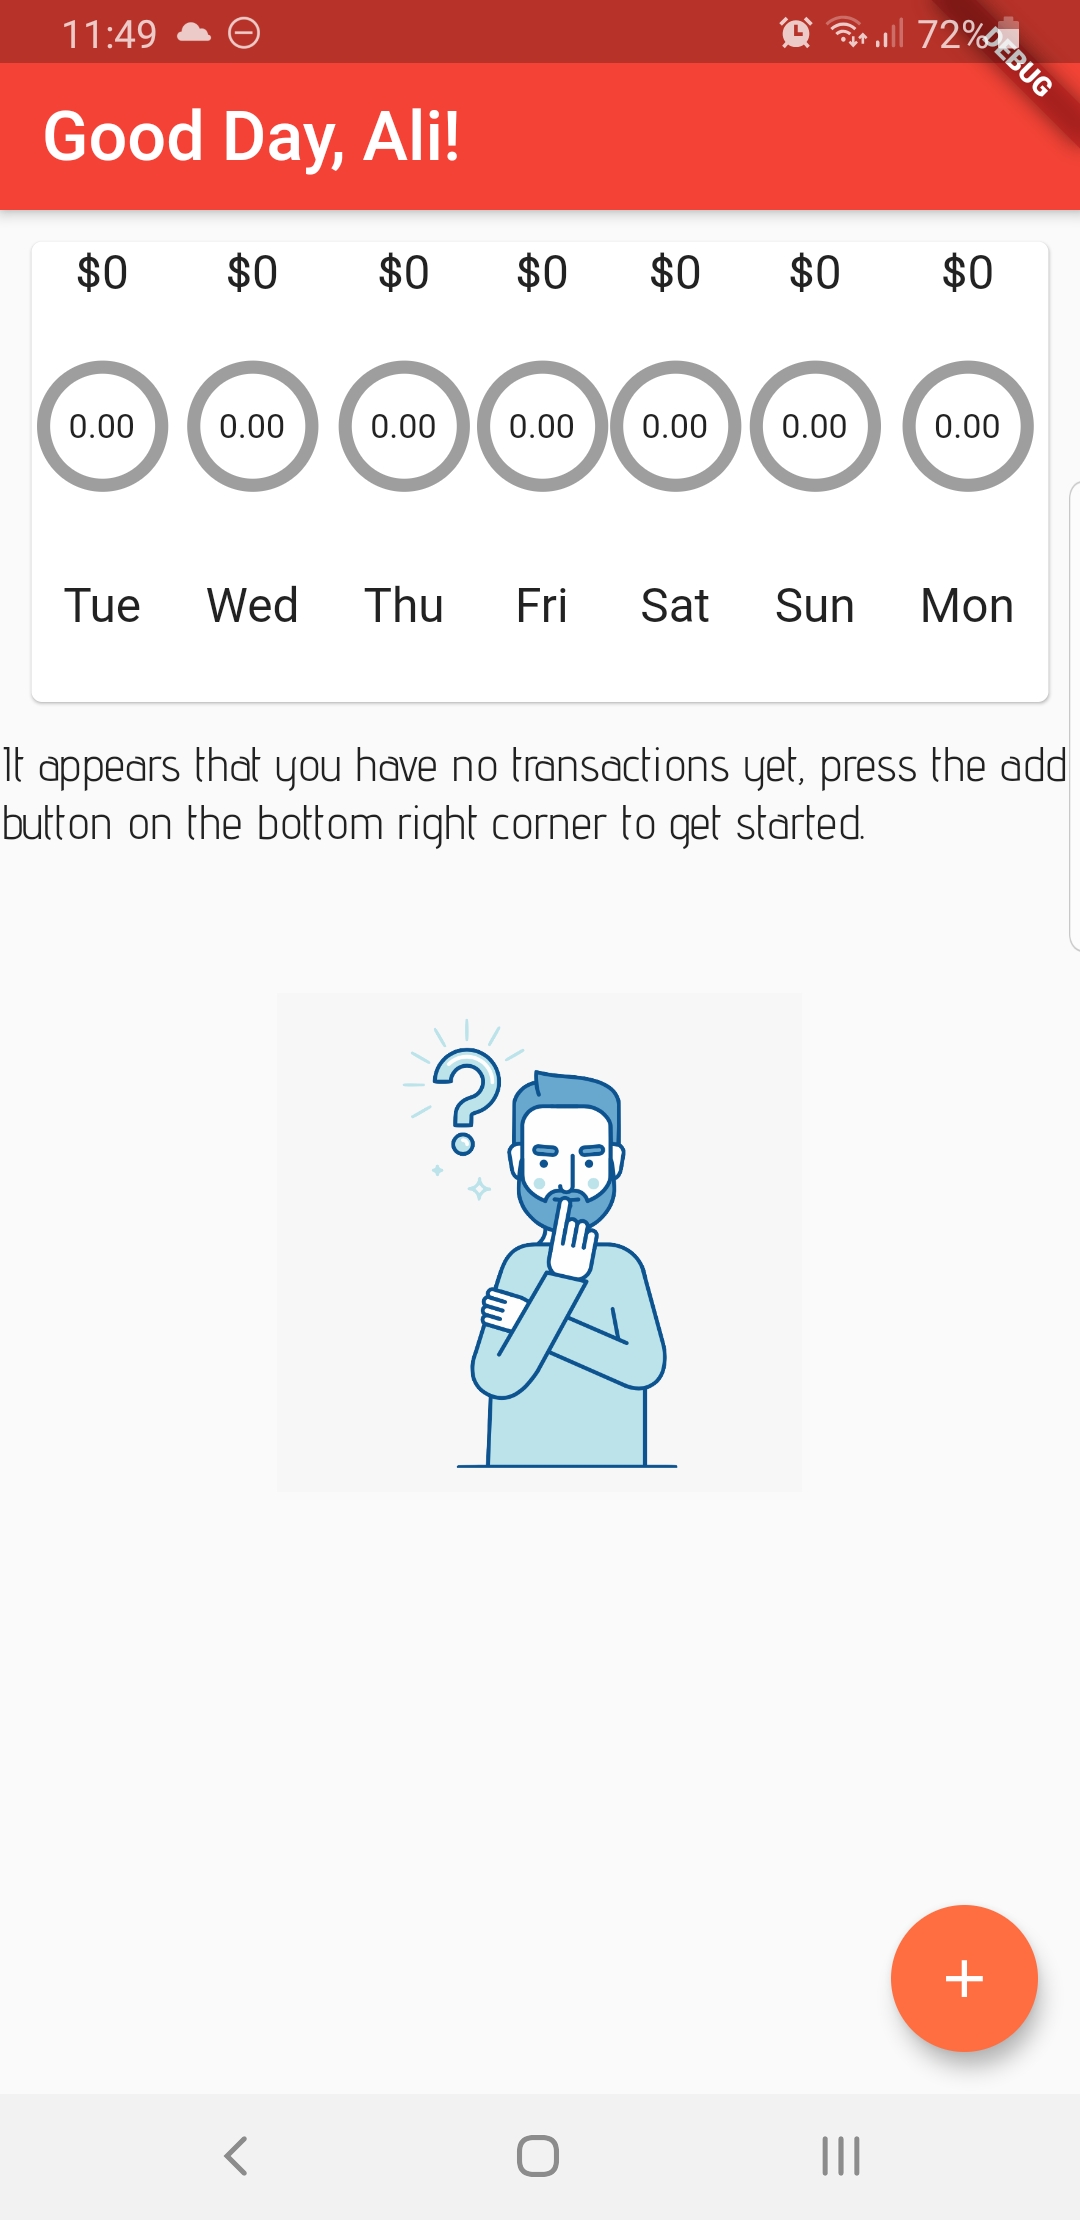 11:49 72%
DEBUG
Good Day, Ali!
$0 $0 $0 $0 $0 $0 $0
0.00 0.00 0.00 0.00 0.00 0.00 0.00
Tue Wed Thu Fri Sat Sun Mon
It appears that you have no transactions yet, press the add
button on the bottom right corner to get started.